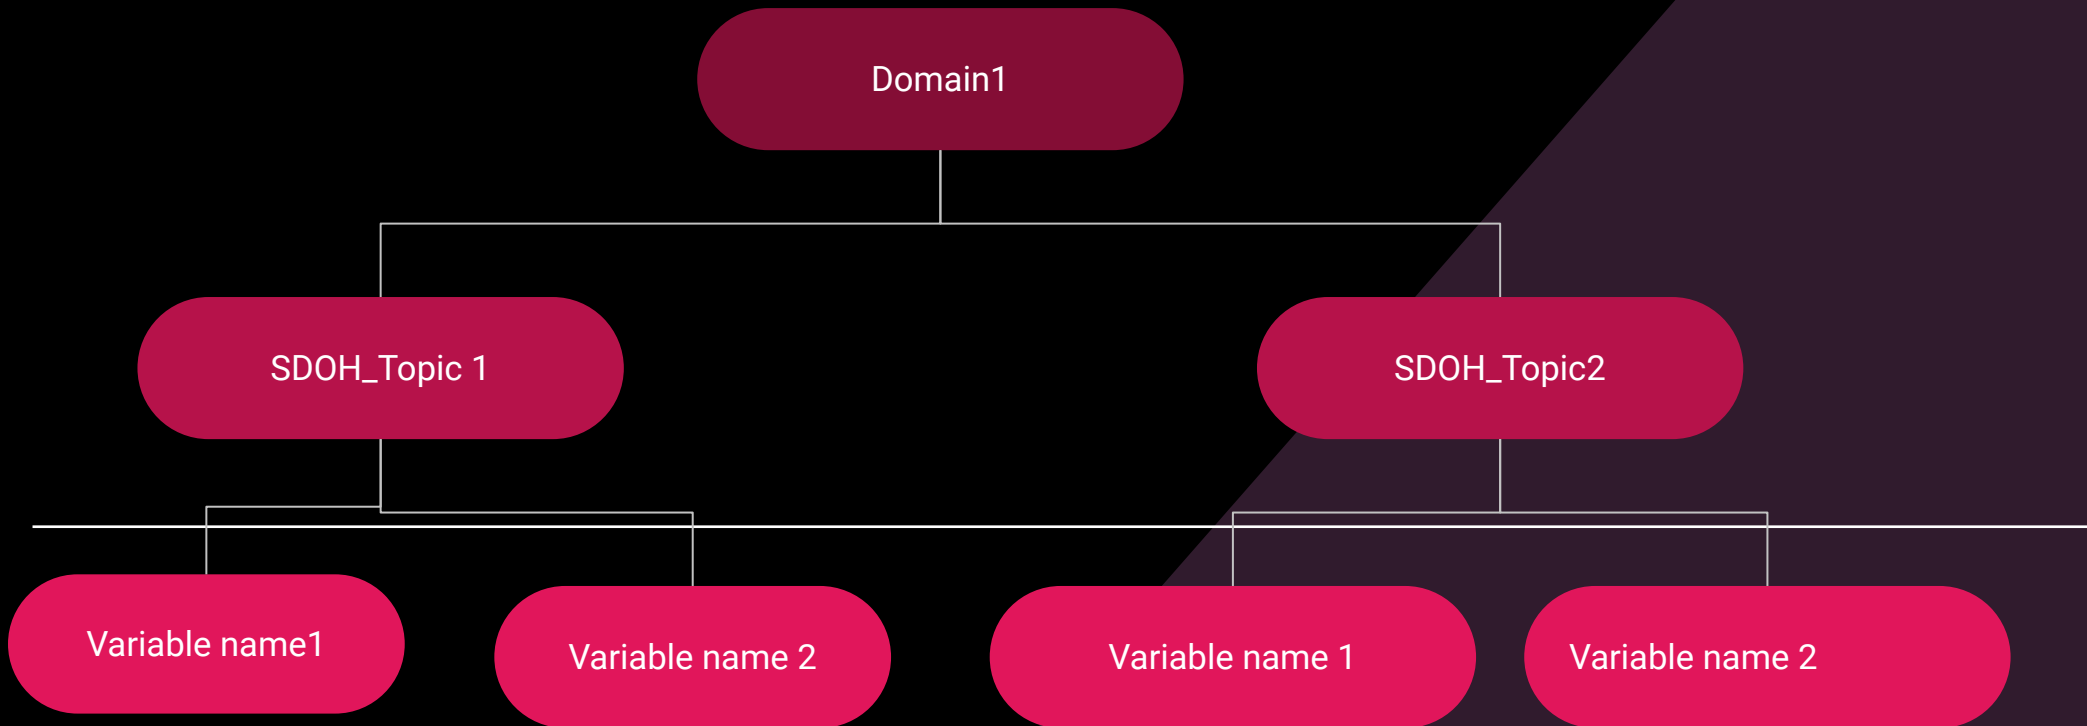 Domain1
SDOH_Topic 1
SDOH_Topic2
Variable name1
Variable name 2
Variable name 1
Variable name 2